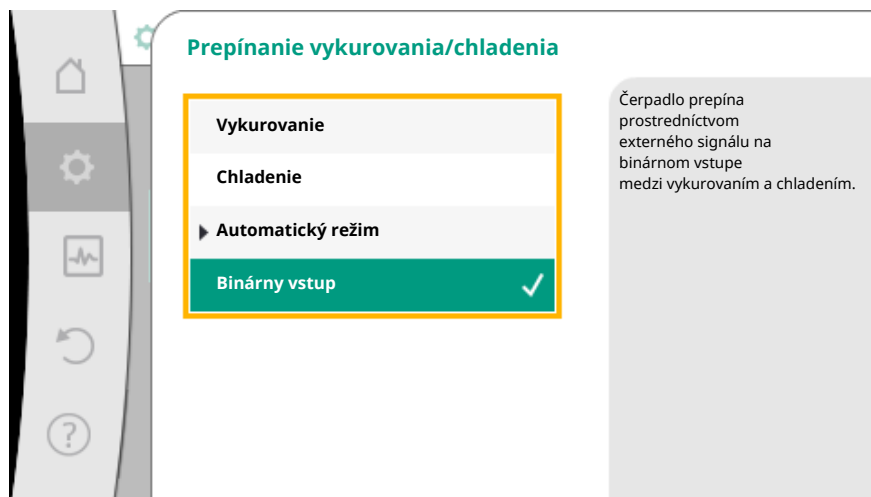 Prepínanie vykurovania/chladenia
Vykurovanie
Chladenie
Automatický režim
Binárny vstup
Čerpadlo prepína
prostredníctvom
externého signálu na
binárnom vstupe
medzi vykurovaním a chladením.
?